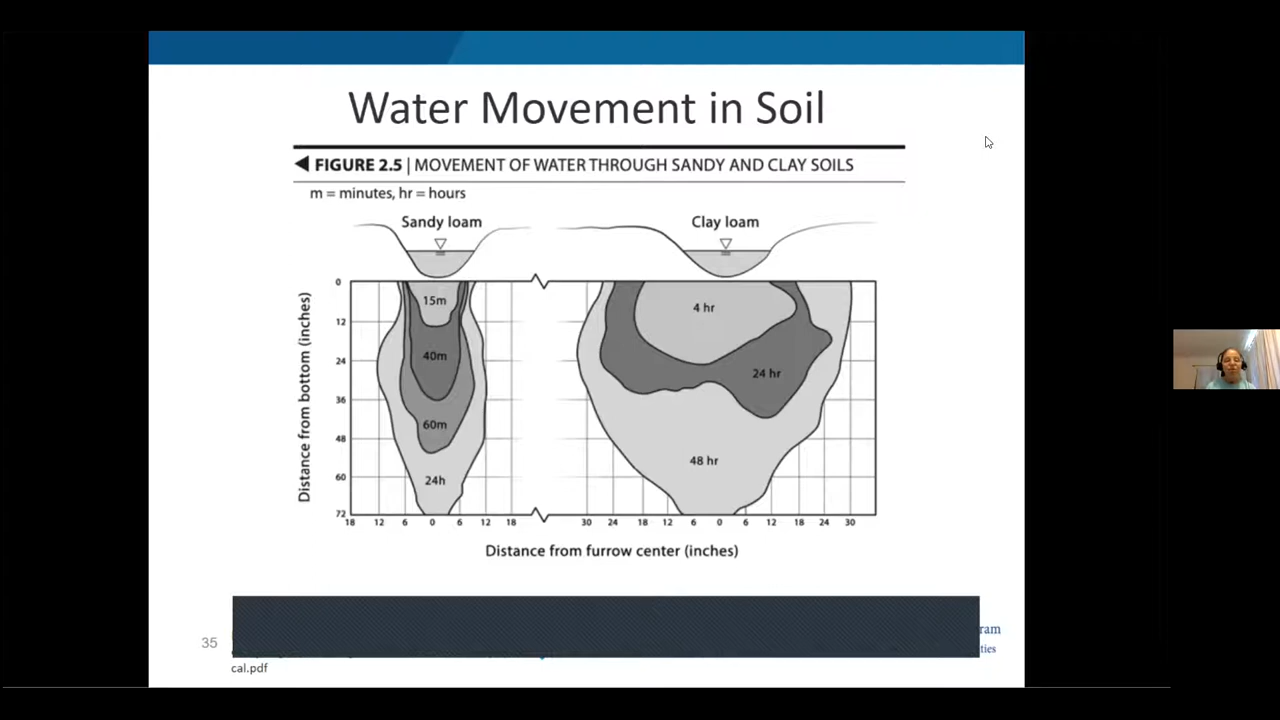 Water Movement in Soil
◀ FIGURE 2.5 | MOVEMENT OF WATER THROUGH SANDY AND CLAY SOILS
m = minutes, hr = hours
Sandy loam
Clay loam
Distance from bottom (inches)
0
12
24
36
48
60
72
15m
40m
60m
24h
4 hr
24 hr
48 hr
18 12 6 0 6 12 18
30 24 18 12 6 0 6 12 18 24 30
Distance from furrow center (inches)
35
ram
ties
cal.pdf